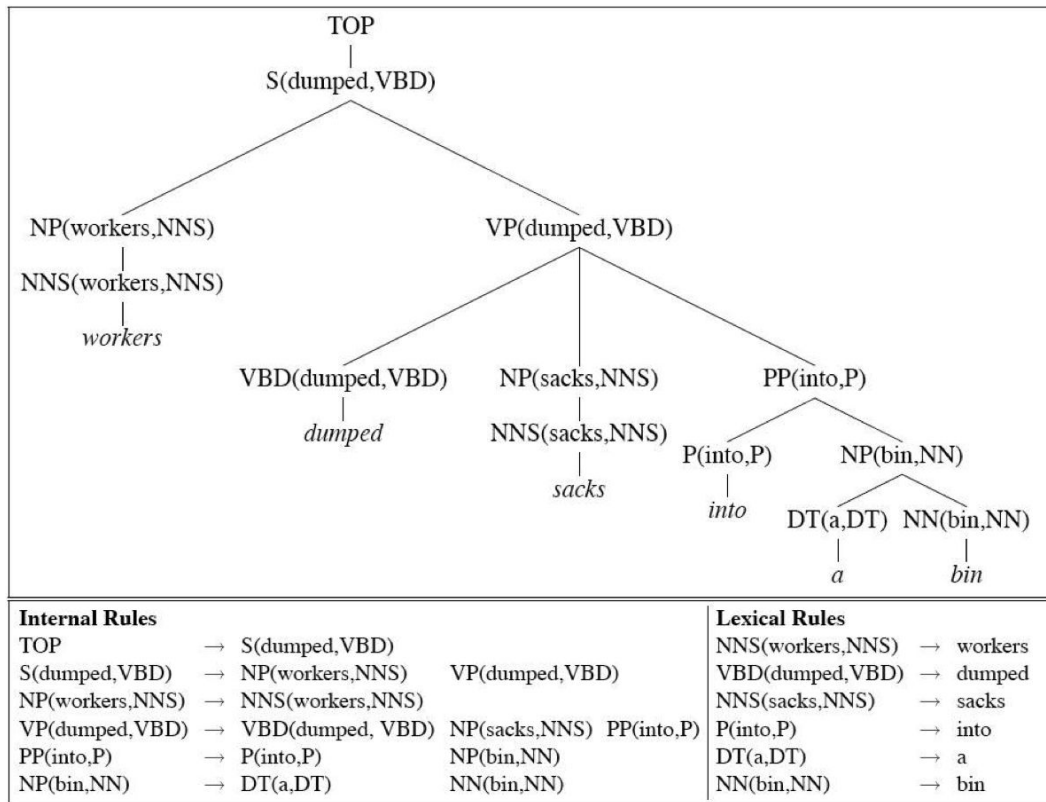 TOP
S(dumped,VBD)
NP(workers,NNS) VP(dumped,VBD)
NNS(workers,NNS)
workers
VBD(dumped,VBD) NP(sacks,NNS) PP(into,P)
dumped NNS(sacks,NNS) P(into,P) NP(bin,NN)
sacks into DT(a,DT) NN(bin,NN)
a bin
Internal Rules
TOP → S(dumped,VBD)
S(dumped,VBD) → NP(workers,NNS) VP(dumped,VBD)
NP(workers,NNS) → NNS(workers,NNS)
VP(dumped,VBD) → VBD(dumped, VBD) NP(sacks,NNS) PP(into,P)
PP(into,P) → P(into,P) NP(bin,NN)
NP(bin,NN) → DT(a,DT) NN(bin,NN)
Lexical Rules
NNS(workers,NNS) → workers
VBD(dumped,VBD) → dumped
NNS(sacks,NNS) → sacks
P(into,P) → into
DT(a,DT) → a
NN(bin,NN) → bin